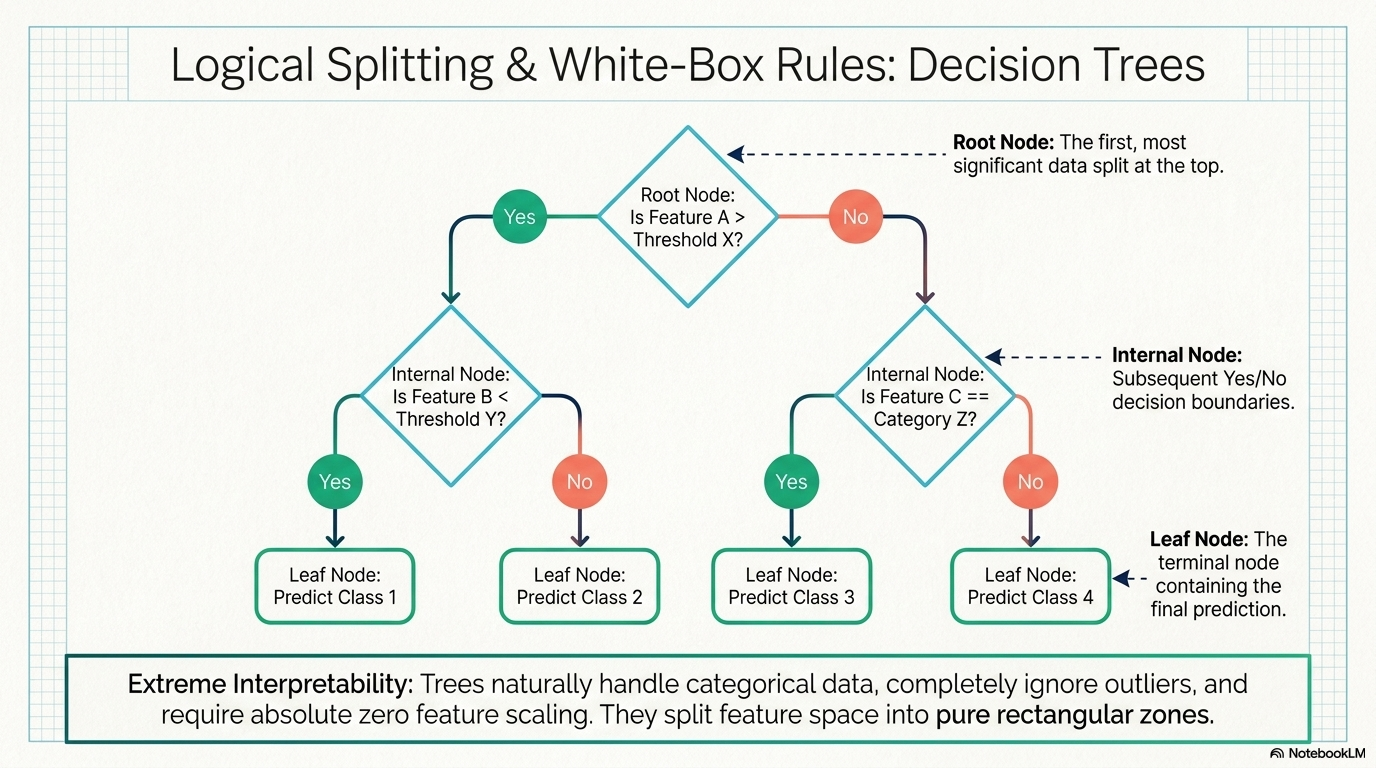 Logical Splitting & White-Box Rules: Decision Trees
Root Node: The first, most
significant data split at the top.
Root Node:
Is Feature A >
Threshold X?
Yes
No
Internal Node:
Is Feature B <
Threshold Y?
Internal Node:
Is Feature C ==
Category Z?
Internal Node:
Subsequent Yes/No
decision boundaries.
Yes
No
Yes
No
Leaf Node:
Predict Class 1
Leaf Node:
Predict Class 2
Leaf Node:
Predict Class 3
Leaf Node:
Predict Class 4
Leaf Node: The
terminal node
containing the
final prediction.
Extreme Interpretability: Trees naturally handle categorical data, completely ignore outliers, and
require absolute zero feature scaling. They split feature space into pure rectangular zones.
NotebookLM